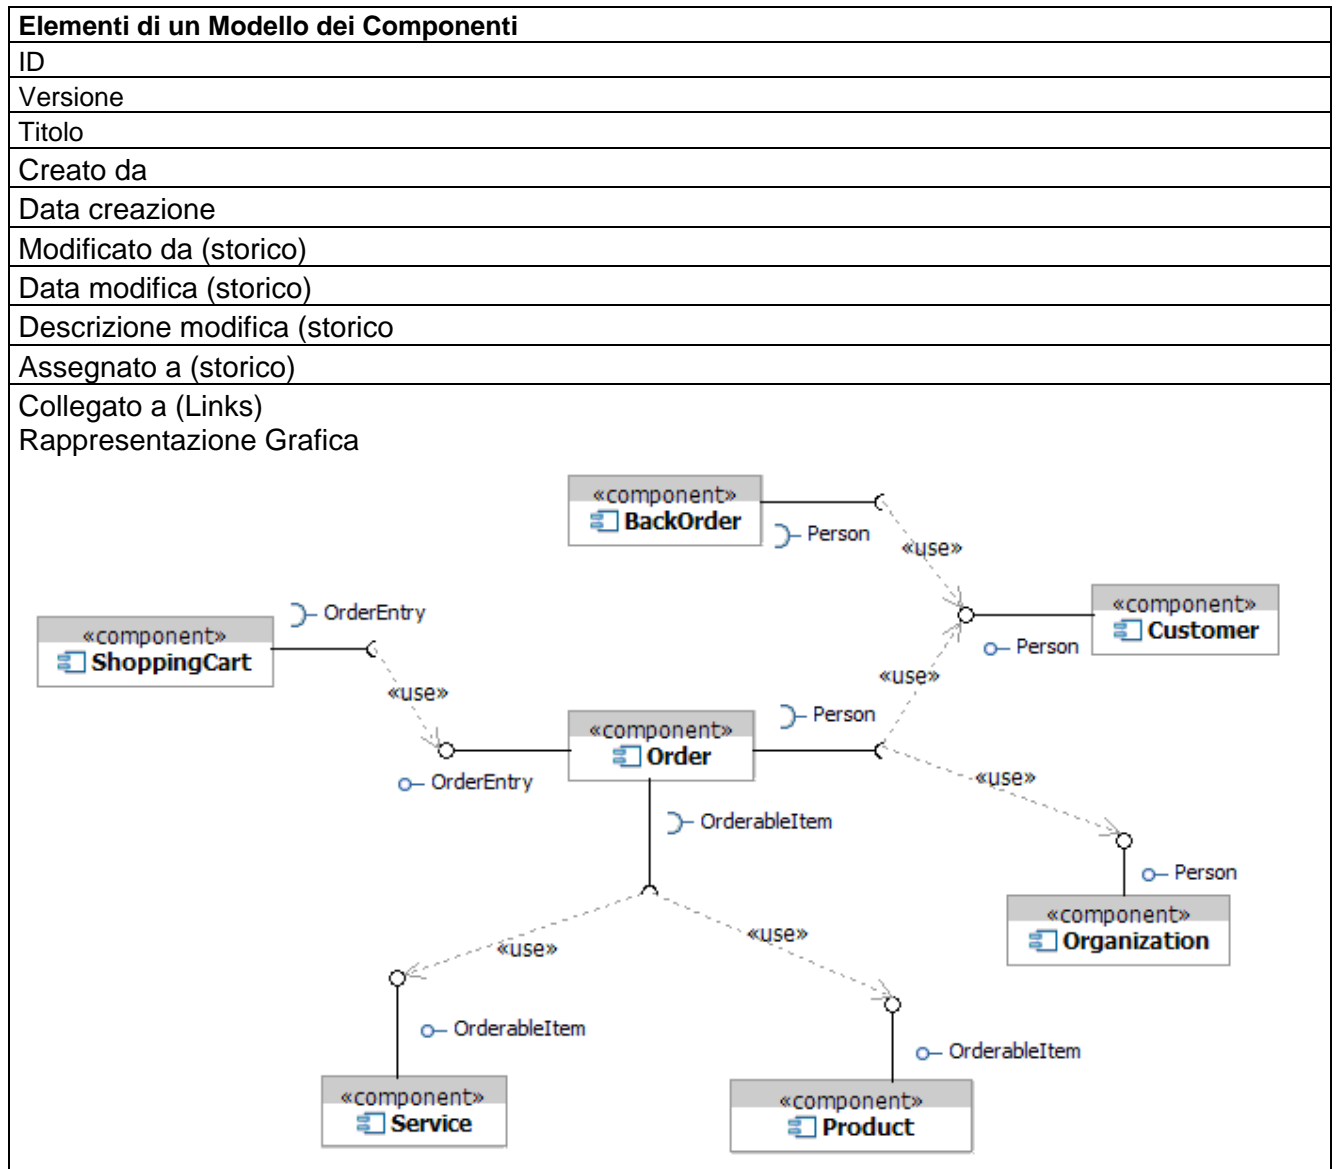 Elementi di un Modello dei Componenti
ID
Versione
Titolo
Creato da
Data creazione
Modificato da (storico)
Data modifica (storico)
Descrizione modifica (storico
Assegnato a (storico)
Collegato a (Links)
Rappresentazione Grafica
«component»
BackOrder
Person
«use»
«component»
Customer
Person
OrderEntry
«component»
ShoppingCart
«use»
OrderEntry
«component»
Order
Person
«use»
«use»
Person
«component»
Organization
OrderableItem
«use»
«use»
OrderableItem
OrderableItem
«component»
Service
«component»
Product